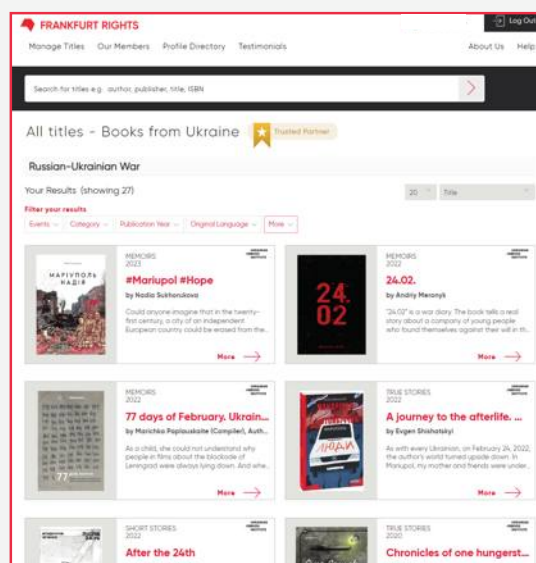 FRANKFURT RIGHTS
Log Out
Manage Titles Our Members Profile Directory Testimonials About Us Help
Search for titles e.g. author, publisher, title, ISBN
All titles - Books from Ukraine Trusted Partner
Russian-Ukrainian War
Your Results (showing 27)
20 Title
Filter your results
Events Category Publication Year Original Language More
МАРІУПОЛЬ
НАДІЯ
MEMOIRS
2023
#Mariupol #Hope
by Nadia Sukhorukova
Could anyone imagine that in the twenty-
first century, a city of an independent
European country could be erased from the...
More
24.
02
MEMOIRS
2022
24.02.
by Andriy Meronyk
"24.02" is a war diary. The book tells a real
story about a company of young people
who found themselves against their will in th...
More
77
MEMOIRS
2022
77 days of February. Ukrain...
by Marichka Paplauskaite (Compiler), Auth...
As a child, she could not understand why
people in films about the blockade of
Leningrad were always lying down. And whe...
More
ЛЮДИ
TRUE STORIES
2022
A journey to the afterlife. ...
by Evgen Shishatskyi
As with every Ukrainian, on February 24, 2022,
the author's world turned upside down. In
Mariupol, my mother and friends were under...
More
SHORT STORIES
2022
After the 24th
TRUE STORIES
2020
Chronicles of one hungerst...